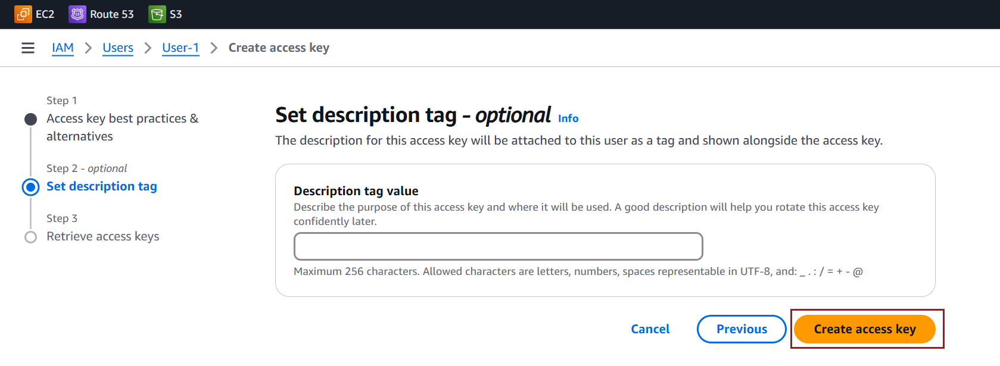 EC2 Route 53 S3
IAM > Users > User-1 > Create access key
Step 1
Access key best practices &
alternatives
Step 2 - optional
Set description tag
Step 3
Retrieve access keys
Set description tag - optional Info
The description for this access key will be attached to this user as a tag and shown alongside the access key.
Description tag value
Describe the purpose of this access key and where it will be used. A good description will help you rotate this access key
confidently later.
Maximum 256 characters. Allowed characters are letters, numbers, spaces representable in UTF-8, and: _ . : / = + - @
Cancel Previous Create access key